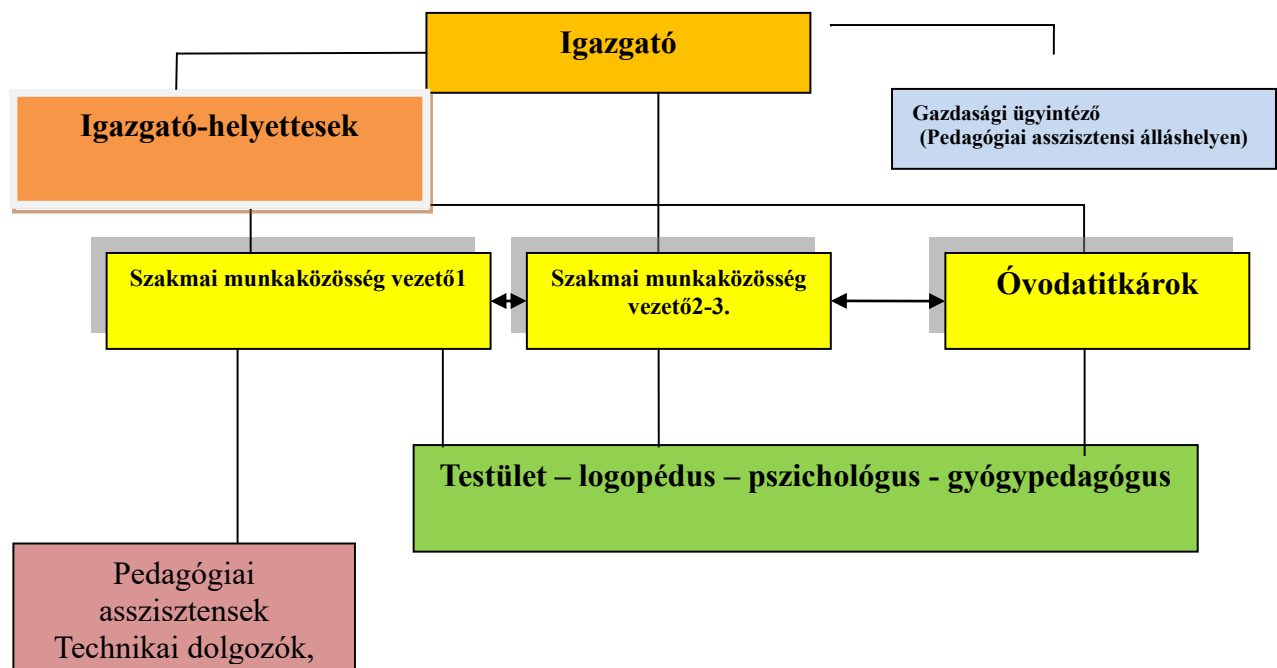 Igazgató
Igazgató-helyettesek
Gazdasági ügyintéző
(Pedagógiai asszisztensi álláshelyen)
Szakmai munkaközösség vezető1
Szakmai munkaközösség
vezető2-3.
Óvodatitkárok
Testület – logopédus – pszichológus - gyógypedagógus
Pedagógiai
asszisztensek
Technikai dolgozók,